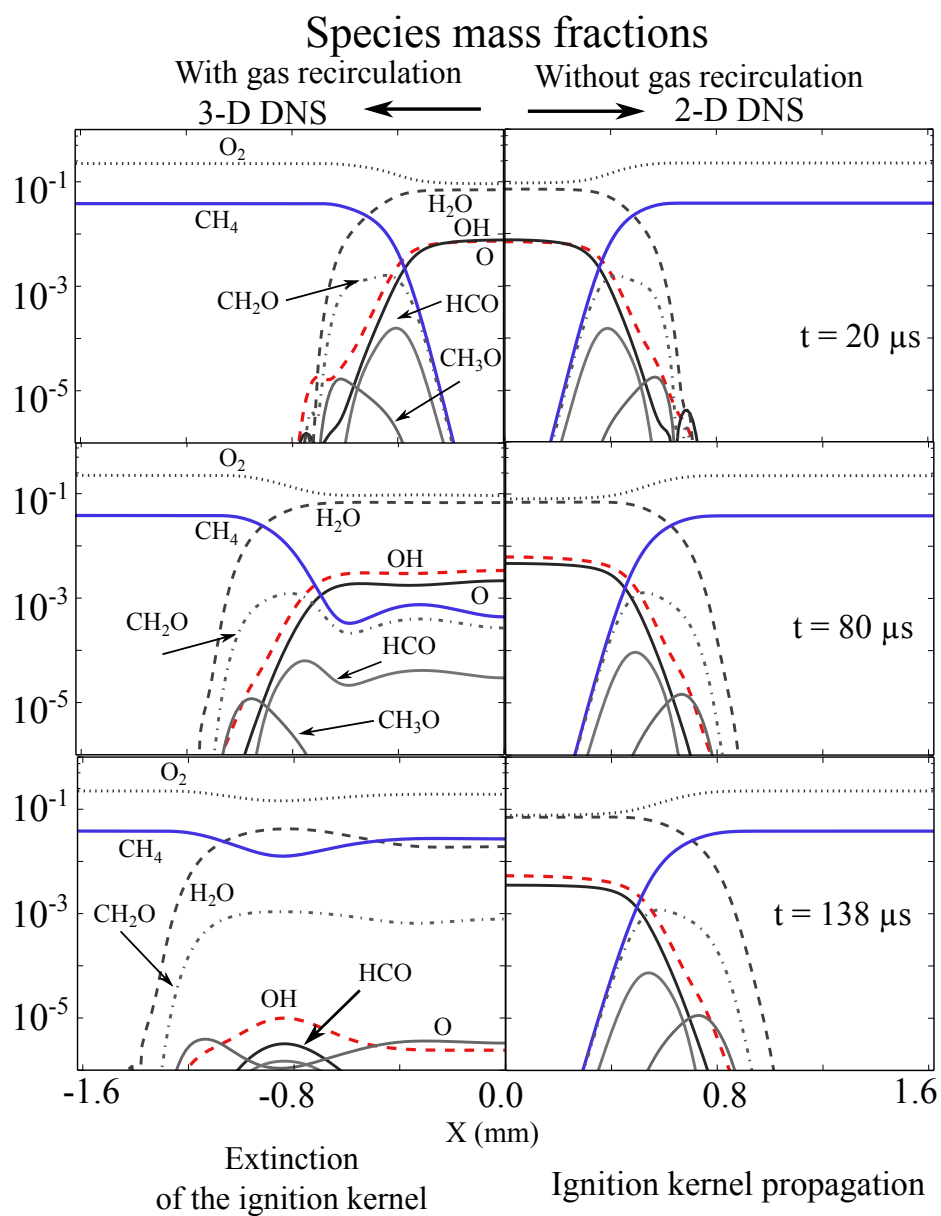 Species mass fractions
With gas recirculation
Without gas recirculation
3-D DNS
2-D DNS
O2
10-1
CH4
H2O
OH
O
10-3
CH2O
HCO
CH3O
t = 20 µs
10-5
O2
10-1
CH4
H2O
OH
O
10-3
CH2O
HCO
t = 80 µs
10-5
CH3O
O2
10-1
CH4
H2O
10-3
CH2O
t = 138 µs
HCO
OH
O
10-5
-1.6
-0.8
0.0
0.8
1.6
X (mm)
Extinction
of the ignition kernel
Ignition kernel propagation